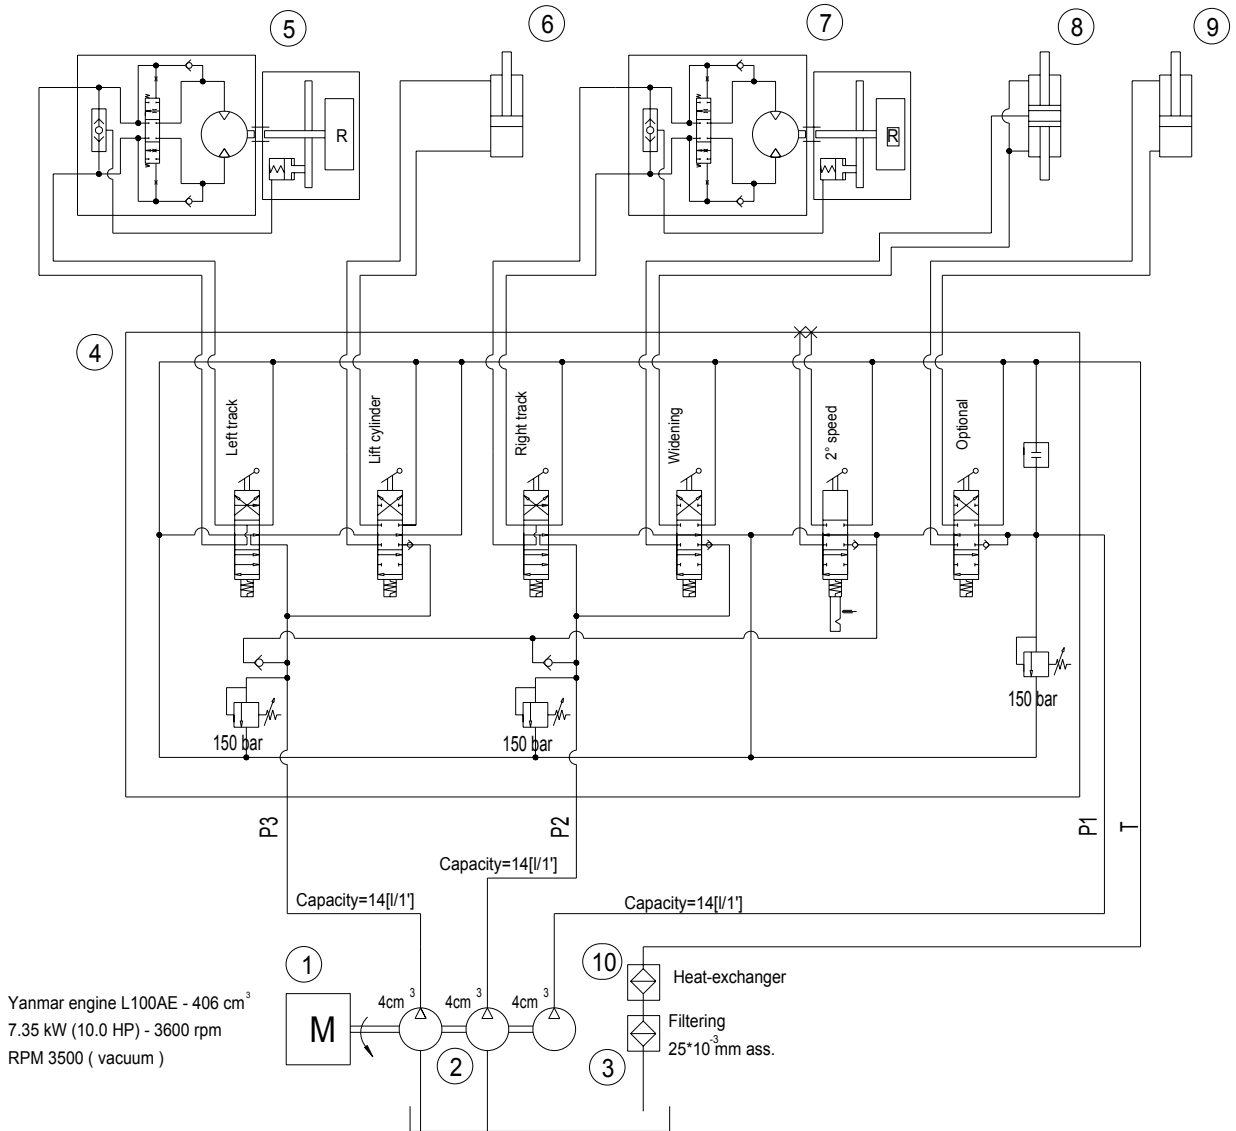 5
6
7
8
9
R
R
4
Left track
Lift cylinder
Right track
Widening
2° speed
Optional
150 bar
150 bar
150 bar
P3
P2
P1
T
Capacity=14[l/1']
Capacity=14[l/1']
Capacity=14[l/1']
1
10
Heat-exchanger
Yanmar engine L100AE - 406 cm³
7.35 kW (10.0 HP) - 3600 rpm
RPM 3500 ( vacuum )
M
4cm³
4cm³
4cm³
2
3
Filtering
25*10⁻³mm ass.